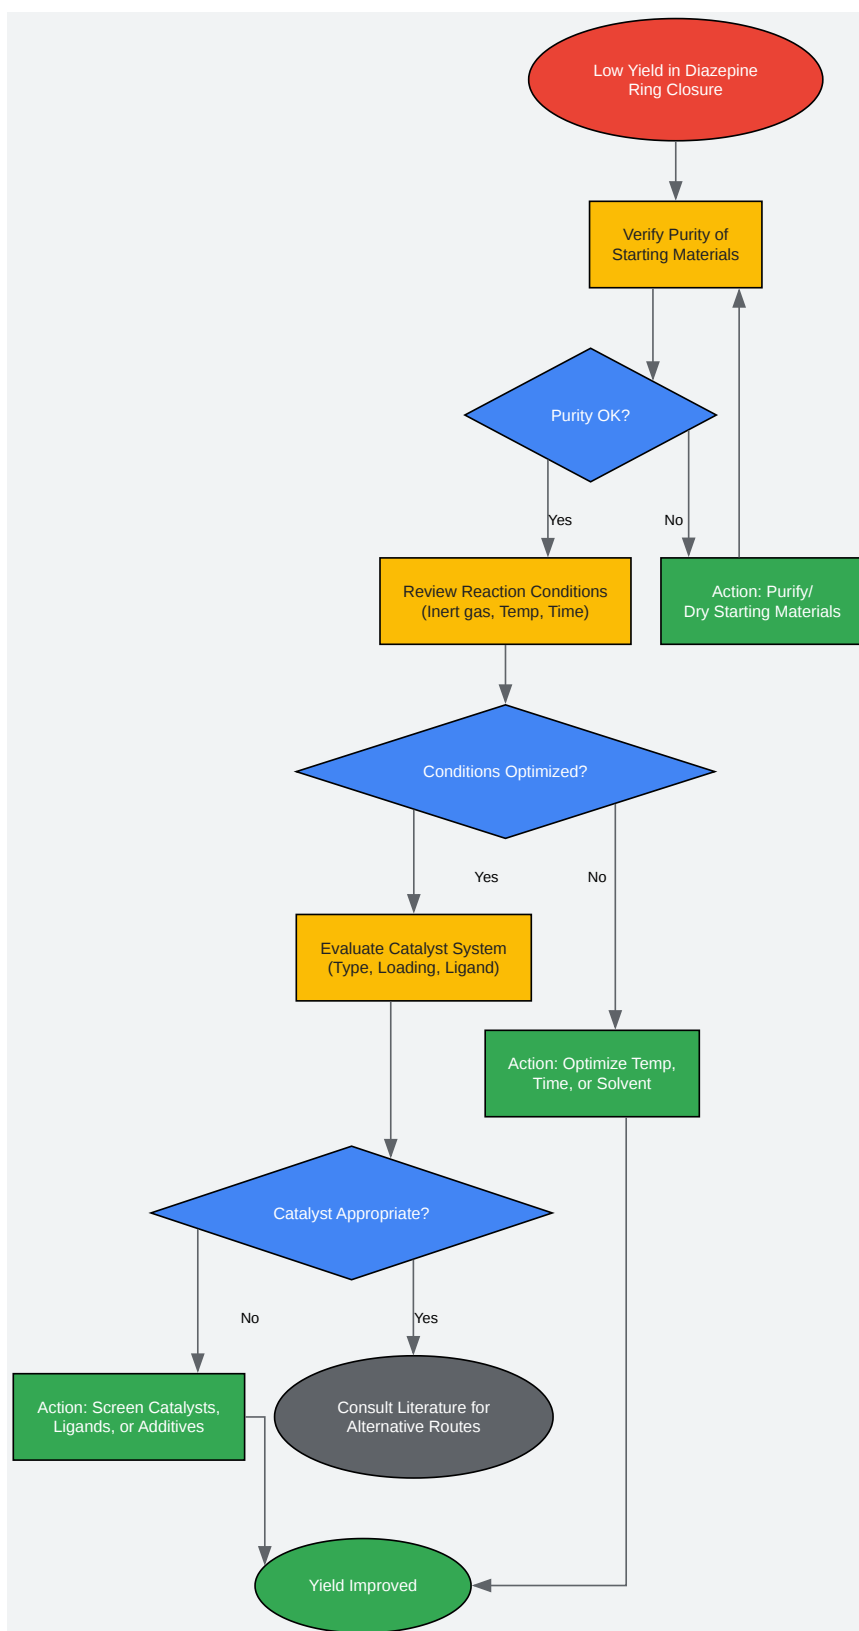 Low Yield in Diazepine
Ring Closure
Verify Purity of
Starting Materials
Purity OK?
Yes
No
Review Reaction Conditions
(Inert gas, Temp, Time)
Action: Purify/
Dry Starting Materials
Conditions Optimized?
Yes
No
Evaluate Catalyst System
(Type, Loading, Ligand)
Action: Optimize Temp,
Time, or Solvent
Catalyst Appropriate?
No
Yes
Action: Screen Catalysts,
Ligands, or Additives
Consult Literature for
Alternative Routes
Yield Improved